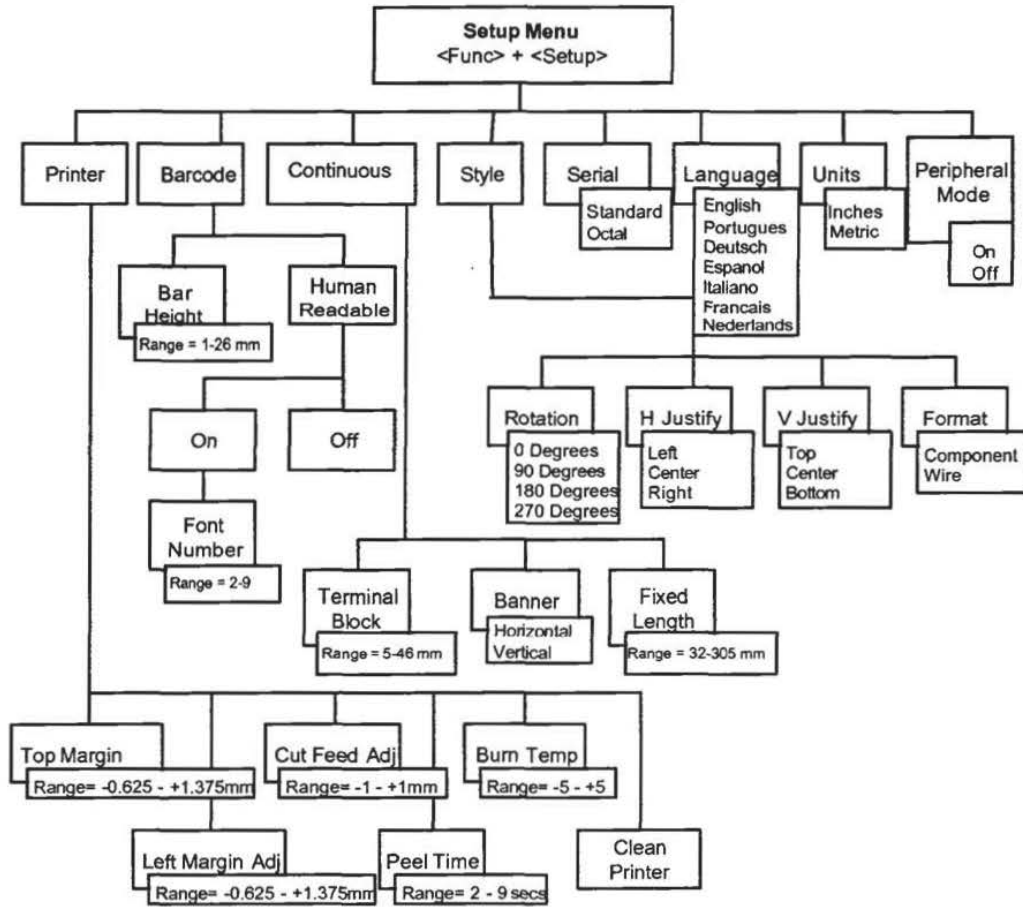 Setup Menu
<Func> + <Setup>
Printer
Barcode
Continuous
Style
Serial
Standard
Octal
Language
English
Portugues
Deutsch
Espanol
Italiano
Francais
Nederlands
Units
Inches
Metric
Peripheral
Mode
On
Off
Bar
Height
Range = 1-26 mm
Human
Readable
On
Off
Font
Number
Range = 2-9
Rotation
0 Degrees
90 Degrees
180 Degrees
270 Degrees
H Justify
Left
Center
Right
V Justify
Top
Center
Bottom
Format
Component
Wire
Terminal
Block
Range = 5-46 mm
Banner
Horizontal
Vertical
Fixed
Length
Range = 32-305 mm
Top Margin
Range= -0.625 - +1.375mm
Cut Feed Adj
Range= -1 - +1mm
Burn Temp
Range= -5 - +5
Left Margin Adj
Range= -0.625 - +1.375mm
Peel Time
Range= 2 - 9 secs
Clean
Printer